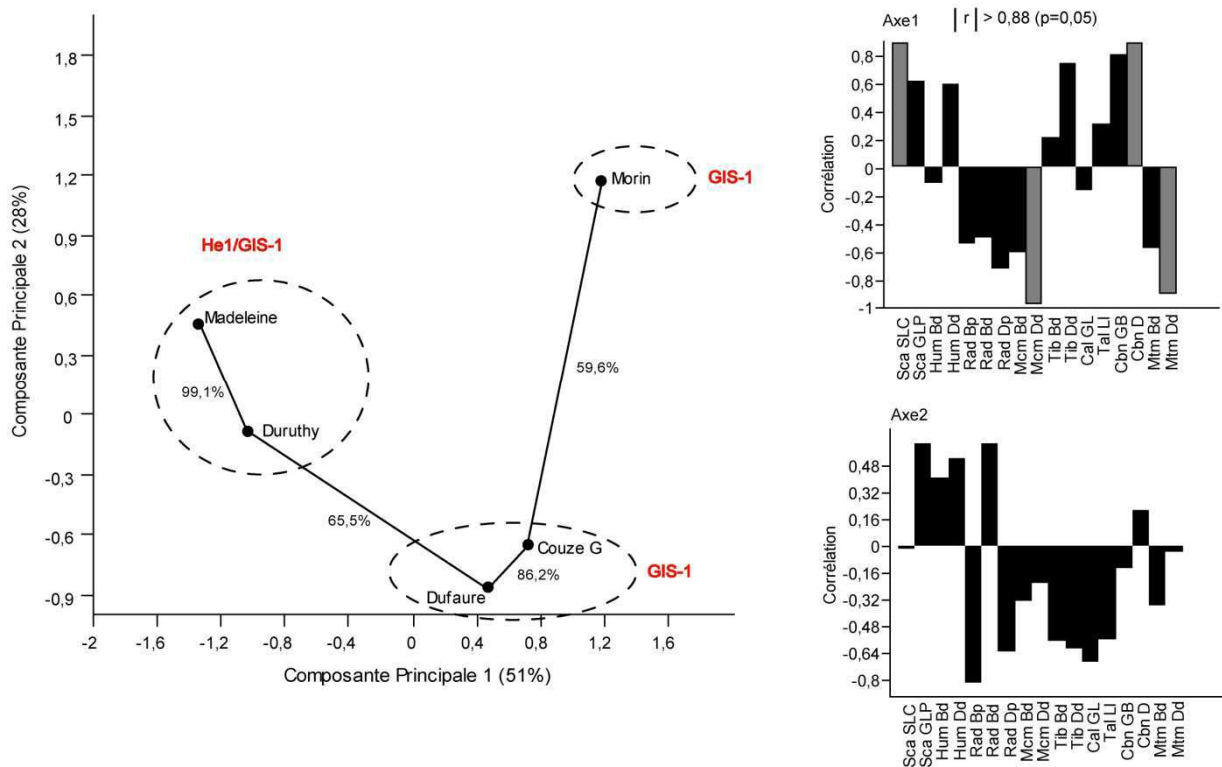 Composante Principale 2 (28%)
1,8
1,5
1,2
0,9
0,6
0,3
0
-0,3
-0,6
-0,9
-2
-1,6
-1,2
-0,8
-0,4
0
0,4
0,8
1,2
1,6
Composante Principale 1 (51%)
Morin
GIS-1
He1/GIS-1
Madeleine
59,6%
99,1%
Duruthy
65,5%
Couze G
86,2%
GIS-1
Dufaure
Axe1
| r | > 0,88 (p=0,05)
Corrélation
0,8
0,6
0,4
0,2
0
-0,2
-0,4
-0,6
-0,8
-1
Sca SLC
Sca GLP
Hum Bd
Hum Dd
Rad Bp
Rad Bd
Rad Dp
Mcm Bd
Mcm Dd
Tib Bd
Tib Dd
Cal GL
Tal LI
Cbn GB
Cbn D
Mtm Bd
Mtm Dd
Axe2
Corrélation
0,48
0,32
0,16
0
-0,16
-0,32
-0,48
-0,64
-0,8
Sca SLC
Sca GLP
Hum Bd
Hum Dd
Rad Bp
Rad Bd
Rad Dp
Mcm Bd
Mcm Dd
Tib Bd
Tib Dd
Cal GL
Tal LI
Cbn GB
Cbn D
Mtm Bd
Mtm Dd